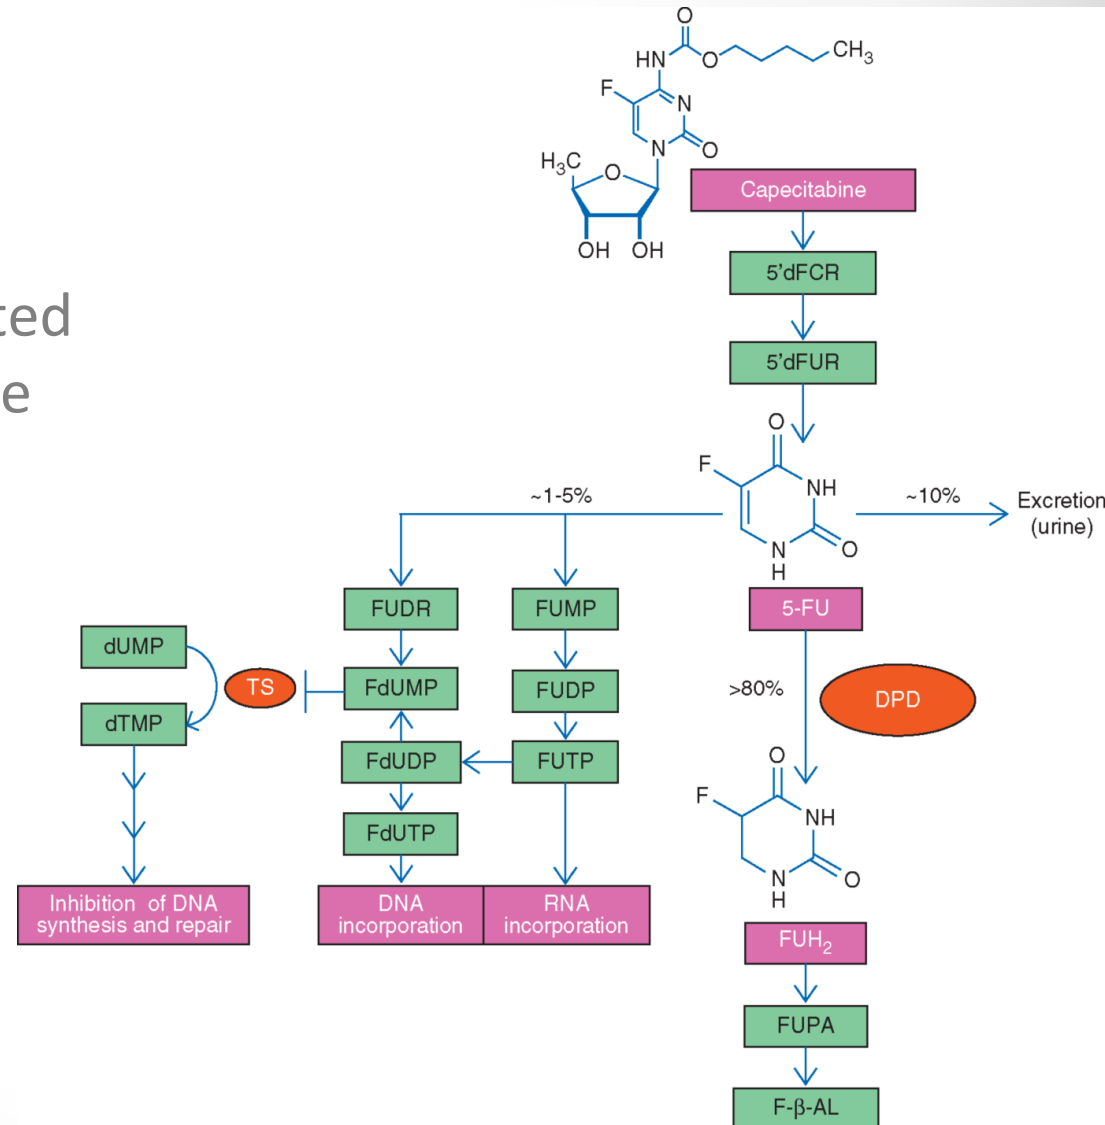 O
HN
O
CH3
F
N
N
O
H3C
O
Capecitabine
OH
OH
5'dFCR
ted
5'dFUR
e
O
F
NH
~1-5%
~10%
Excretion
(urine)
N
H
O
FUDR
FUMP
5-FU
dUMP
TS
FdUMP
FUDP
>80%
DPD
dTMP
FdUDP
FUTP
O
F
NH
FdUTP
N
H
O
Inhibition of DNA
synthesis and repair
DNA
incorporation
RNA
incorporation
FUH2
FUPA
F-β-AL